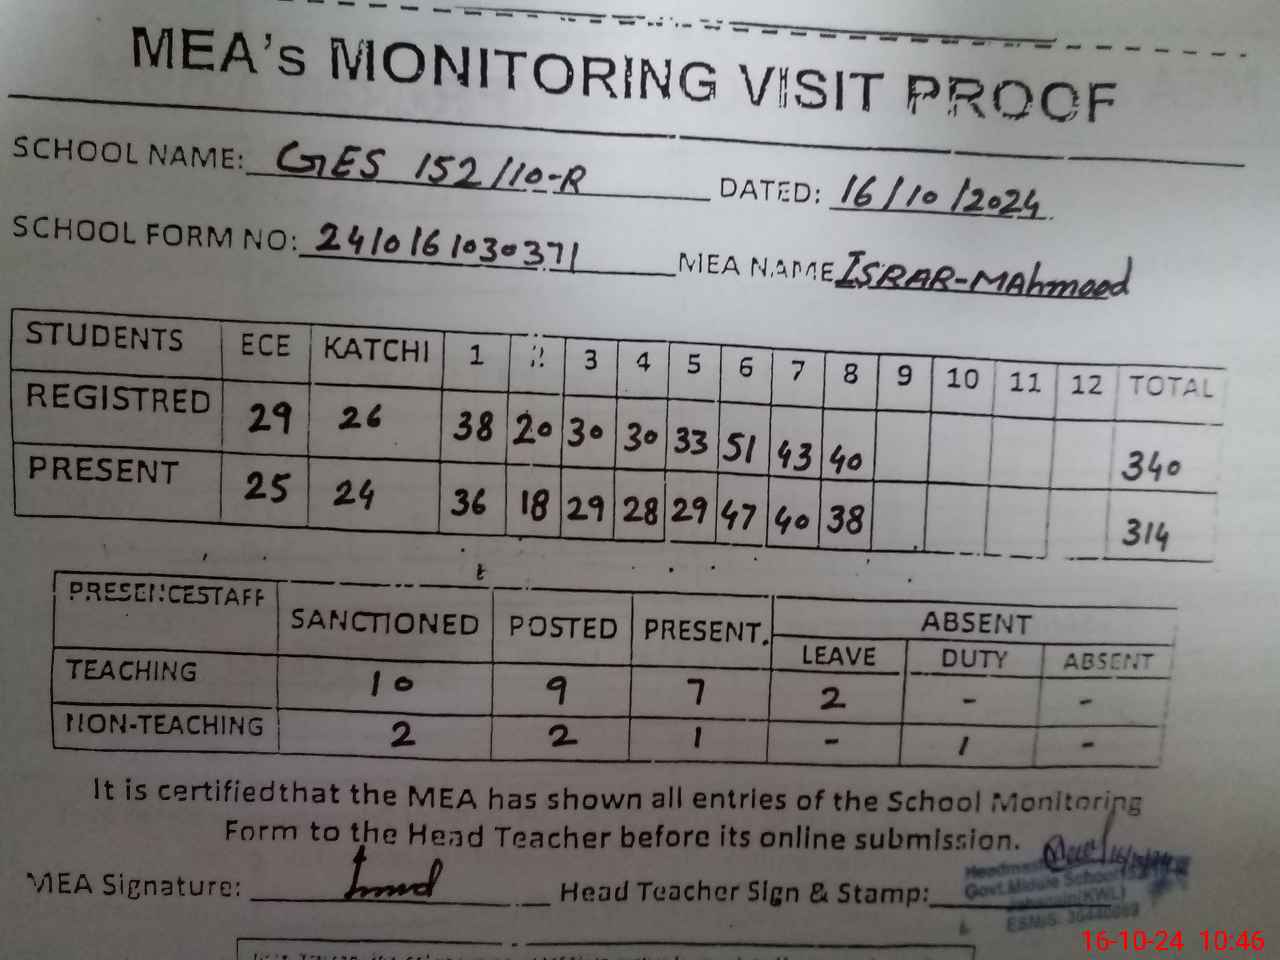 MEA's MONITORING VISIT PROOF
SCHOOL NAME: GES 152/10-R DATED: 16/10/2024
SCHOOL FORM NO: 2410161030371 MEA NAME ISRAR-MAhmood
STUDENTS ECE KATCHI 1 2 3 4 5 6 7 8 9 10 11 12 TOTAL
REGISTRED 29 26 38 20 30 30 33 51 43 40 340
PRESENT 25 24 36 18 29 28 29 47 40 38 314
PRESENCESTAFF SANCTIONED POSTED PRESENT. ABSENT
LEAVE DUTY ABSENT
TEACHING 10 9 7 2 - -
NON-TEACHING 2 2 1 - 1 -
It is certifiedthat the MEA has shown all entries of the School Monitoring
Form to the Head Teacher before its online submission.
MEA Signature: Head Teacher Sign & Stamp:
Govt. Middle School
16-10-24 10:46